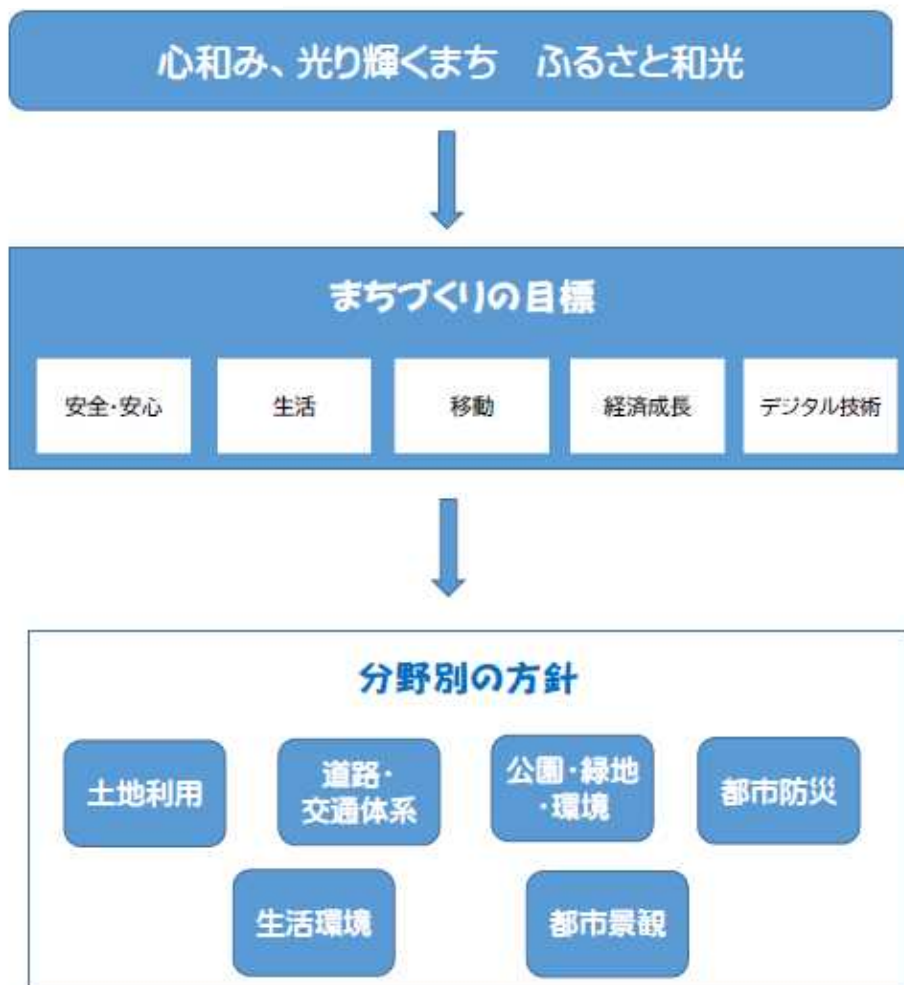 心和み、光り輝くまち　ふるさと和光
まちづくりの目標
安全・安心
生活
移動
経済成長
デジタル技術
分野別の方針
土地利用
道路・
交通体系
公園・緑地
・環境
都市防災
生活環境
都市景観